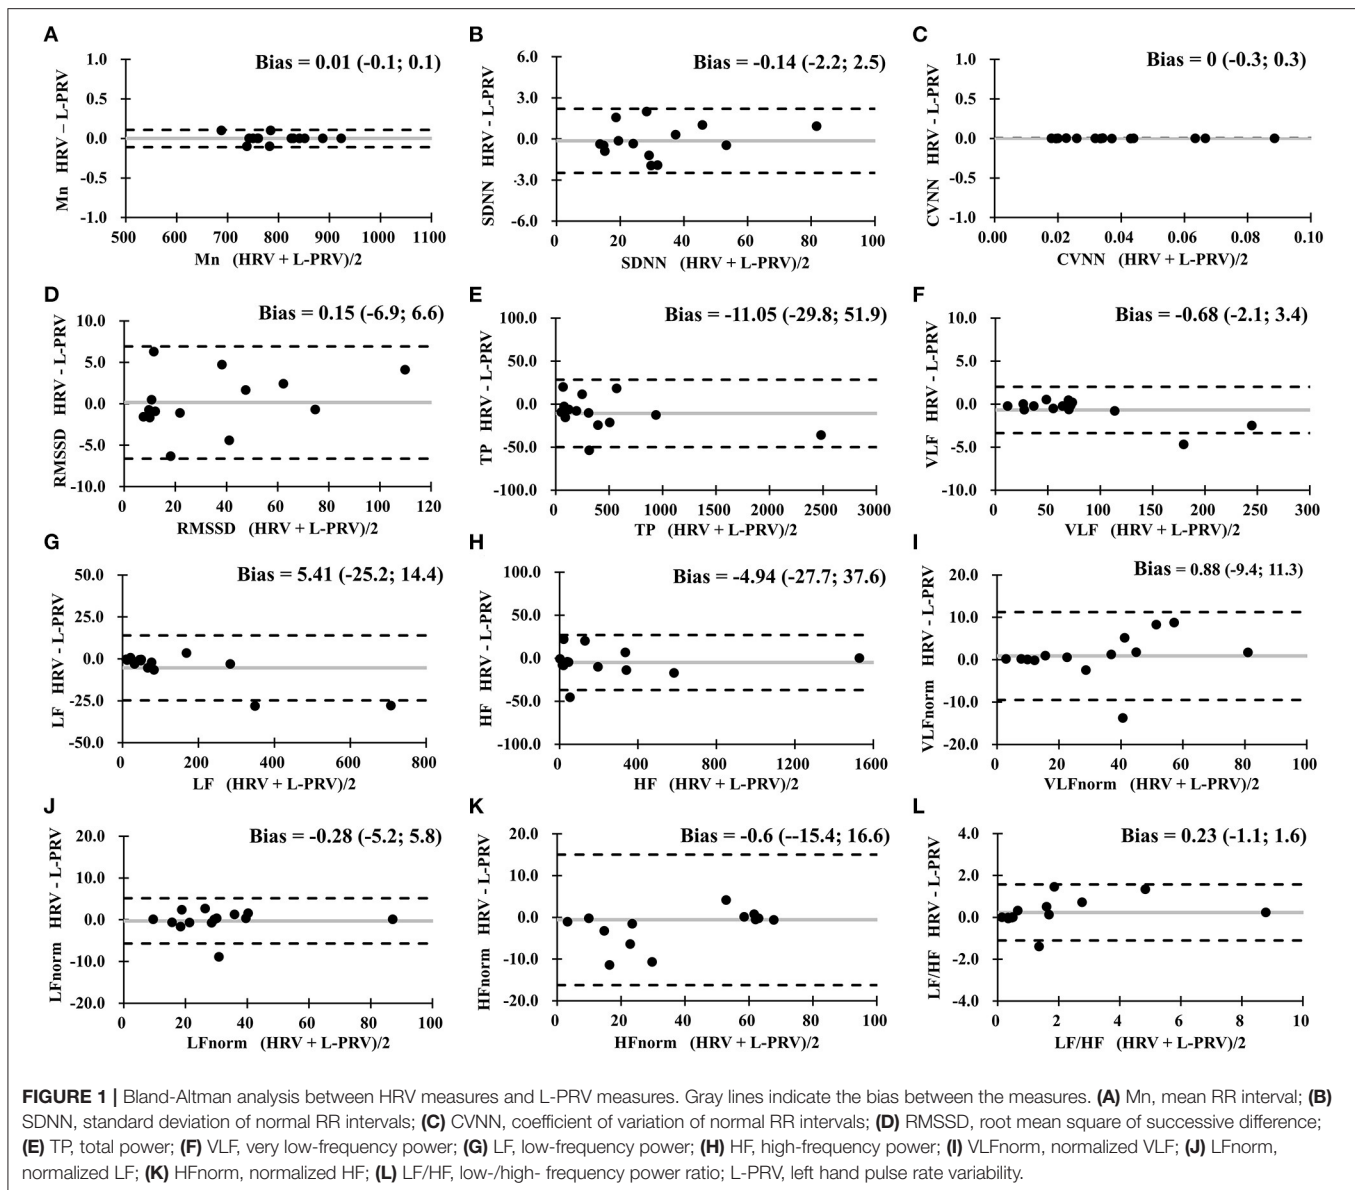 A
Bias = 0.01 (-0.1; 0.1)
Mn HRV – L-PRV
1.0
0.5
0.0
-0.5
-1.0
500 600 700 800 900 1000 1100
Mn (HRV + L-PRV)/2
B
Bias = -0.14 (-2.2; 2.5)
SDNN HRV - L-PRV
6.0
3.0
0.0
-3.0
-6.0
0 20 40 60 80 100
SDNN (HRV + L-PRV)/2
C
Bias = 0 (-0.3; 0.3)
CVNN HRV - L-PRV
1.0
0.5
0.0
-0.5
-1.0
0.00 0.02 0.04 0.06 0.08 0.10
CVNN (HRV + L-PRV)/2
D
Bias = 0.15 (-6.9; 6.6)
RMSSD HRV - L-PRV
10.0
5.0
0.0
-5.0
-10.0
0 20 40 60 80 100 120
RMSSD (HRV + L-PRV)/2
E
Bias = -11.05 (-29.8; 51.9)
TP HRV - L-PRV
100.0
50.0
0.0
-50.0
-100.0
0 500 1000 1500 2000 2500 3000
TP (HRV + L-PRV)/2
F
Bias = -0.68 (-2.1; 3.4)
VLF HRV - L-PRV
10.0
5.0
0.0
-5.0
-10.0
0 50 100 150 200 250 300
VLF (HRV + L-PRV)/2
G
Bias = 5.41 (-25.2; 14.4)
LF HRV - L-PRV
50.0
25.0
0.0
-25.0
-50.0
0 200 400 600 800
LF (HRV + L-PRV)/2
H
Bias = -4.94 (-27.7; 37.6)
HF HRV - L-PRV
100.0
50.0
0.0
-50.0
-100.0
0 400 800 1200 1600
HF (HRV + L-PRV)/2
I
Bias = 0.88 (-9.4; 11.3)
VLFnorm HRV - L-PRV
20.0
10.0
0.0
-10.0
-20.0
0 20 40 60 80 100
VLFnorm (HRV + L-PRV)/2
J
Bias = -0.28 (-5.2; 5.8)
LFnorm HRV - L-PRV
20.0
10.0
0.0
-10.0
-20.0
0 20 40 60 80 100
LFnorm (HRV + L-PRV)/2
K
Bias = -0.6 (--15.4; 16.6)
HFnorm HRV - L-PRV
20.0
10.0
0.0
-10.0
-20.0
0 20 40 60 80 100
HFnorm (HRV + L-PRV)/2
L
Bias = 0.23 (-1.1; 1.6)
LF/HF HRV - L-PRV
4.0
2.0
0.0
-2.0
-4.0
0 2 4 6 8 10
LF/HF (HRV + L-PRV)/2
FIGURE 1 | Bland-Altman analysis between HRV measures and L-PRV measures. Gray lines indicate the bias between the measures. (A) Mn, mean RR interval; (B)
SDNN, standard deviation of normal RR intervals; (C) CVNN, coefficient of variation of normal RR intervals; (D) RMSSD, root mean square of successive difference;
(E) TP, total power; (F) VLF, very low-frequency power; (G) LF, low-frequency power; (H) HF, high-frequency power; (I) VLFnorm, normalized VLF; (J) LFnorm,
normalized LF; (K) HFnorm, normalized HF; (L) LF/HF, low-/high- frequency power ratio; L-PRV, left hand pulse rate variability.